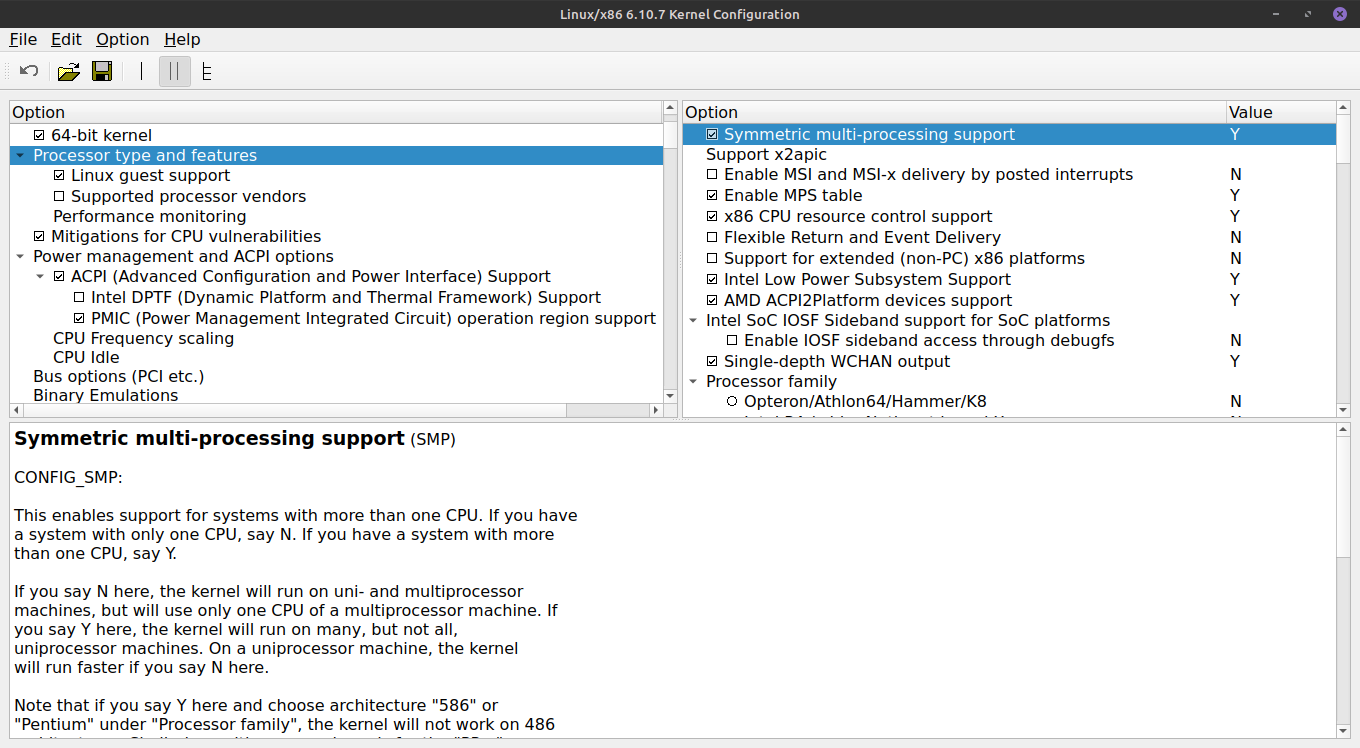 Linux/x86 6.10.7 Kernel Configuration
File Edit Option Help
Option
64-bit kernel
Processor type and features
Linux guest support
Supported processor vendors
Performance monitoring
Mitigations for CPU vulnerabilities
Power management and ACPI options
ACPI (Advanced Configuration and Power Interface) Support
Intel DPTF (Dynamic Platform and Thermal Framework) Support
PMIC (Power Management Integrated Circuit) operation region support
CPU Frequency scaling
CPU Idle
Bus options (PCI etc.)
Binary Emulations
Option Value
Symmetric multi-processing support Y
Support x2apic
Enable MSI and MSI-x delivery by posted interrupts N
Enable MPS table Y
x86 CPU resource control support Y
Flexible Return and Event Delivery N
Support for extended (non-PC) x86 platforms N
Intel Low Power Subsystem Support Y
AMD ACPI2Platform devices support Y
Intel SoC IOSF Sideband support for SoC platforms
Enable IOSF sideband access through debugfs N
Single-depth WCHAN output Y
Processor family
Opteron/Athlon64/Hammer/K8 N
Symmetric multi-processing support (SMP)
CONFIG_SMP:
This enables support for systems with more than one CPU. If you have
a system with only one CPU, say N. If you have a system with more
than one CPU, say Y.
If you say N here, the kernel will run on uni- and multiprocessor
machines, but will use only one CPU of a multiprocessor machine. If
you say Y here, the kernel will run on many, but not all,
uniprocessor machines. On a uniprocessor machine, the kernel
will run faster if you say N here.
Note that if you say Y here and choose architecture "586" or
"Pentium" under "Processor family", the kernel will not work on 486